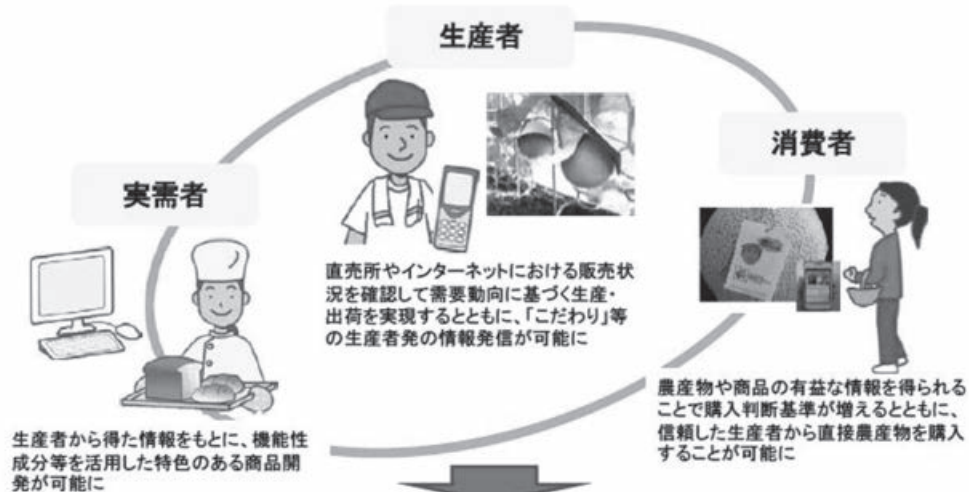 生産者
消費者
実需者
直売所やインターネットにおける販売状
況を確認して需要動向に基づく生産・
出荷を実現するとともに、「こだわり」等
の生産者発の情報発信が可能に
農産物や商品の有益な情報を得られる
ことで購入判断基準が増えるとともに、
信頼した生産者から直接農産物を購入
することが可能に
生産者から得た情報をもとに、機能性
成分等を活用した特色のある商品開
発が可能に